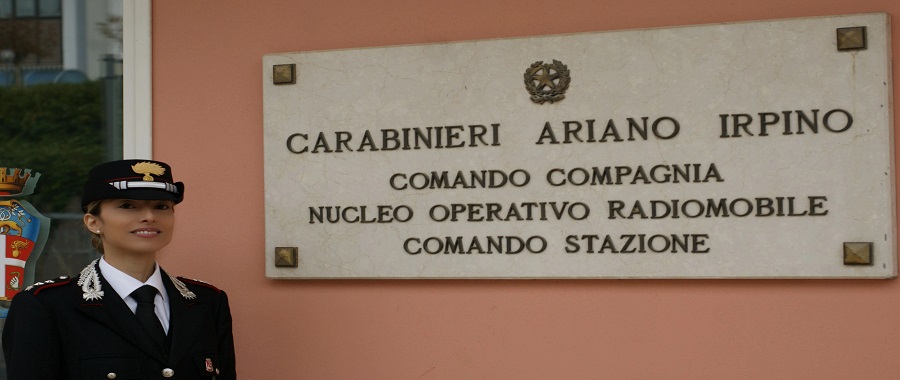 CARABINIERI ARIANO IRPINO
COMANDO COMPAGNIA
NUCLEO OPERATIVO RADIOMOBILE
COMANDO STAZIONE